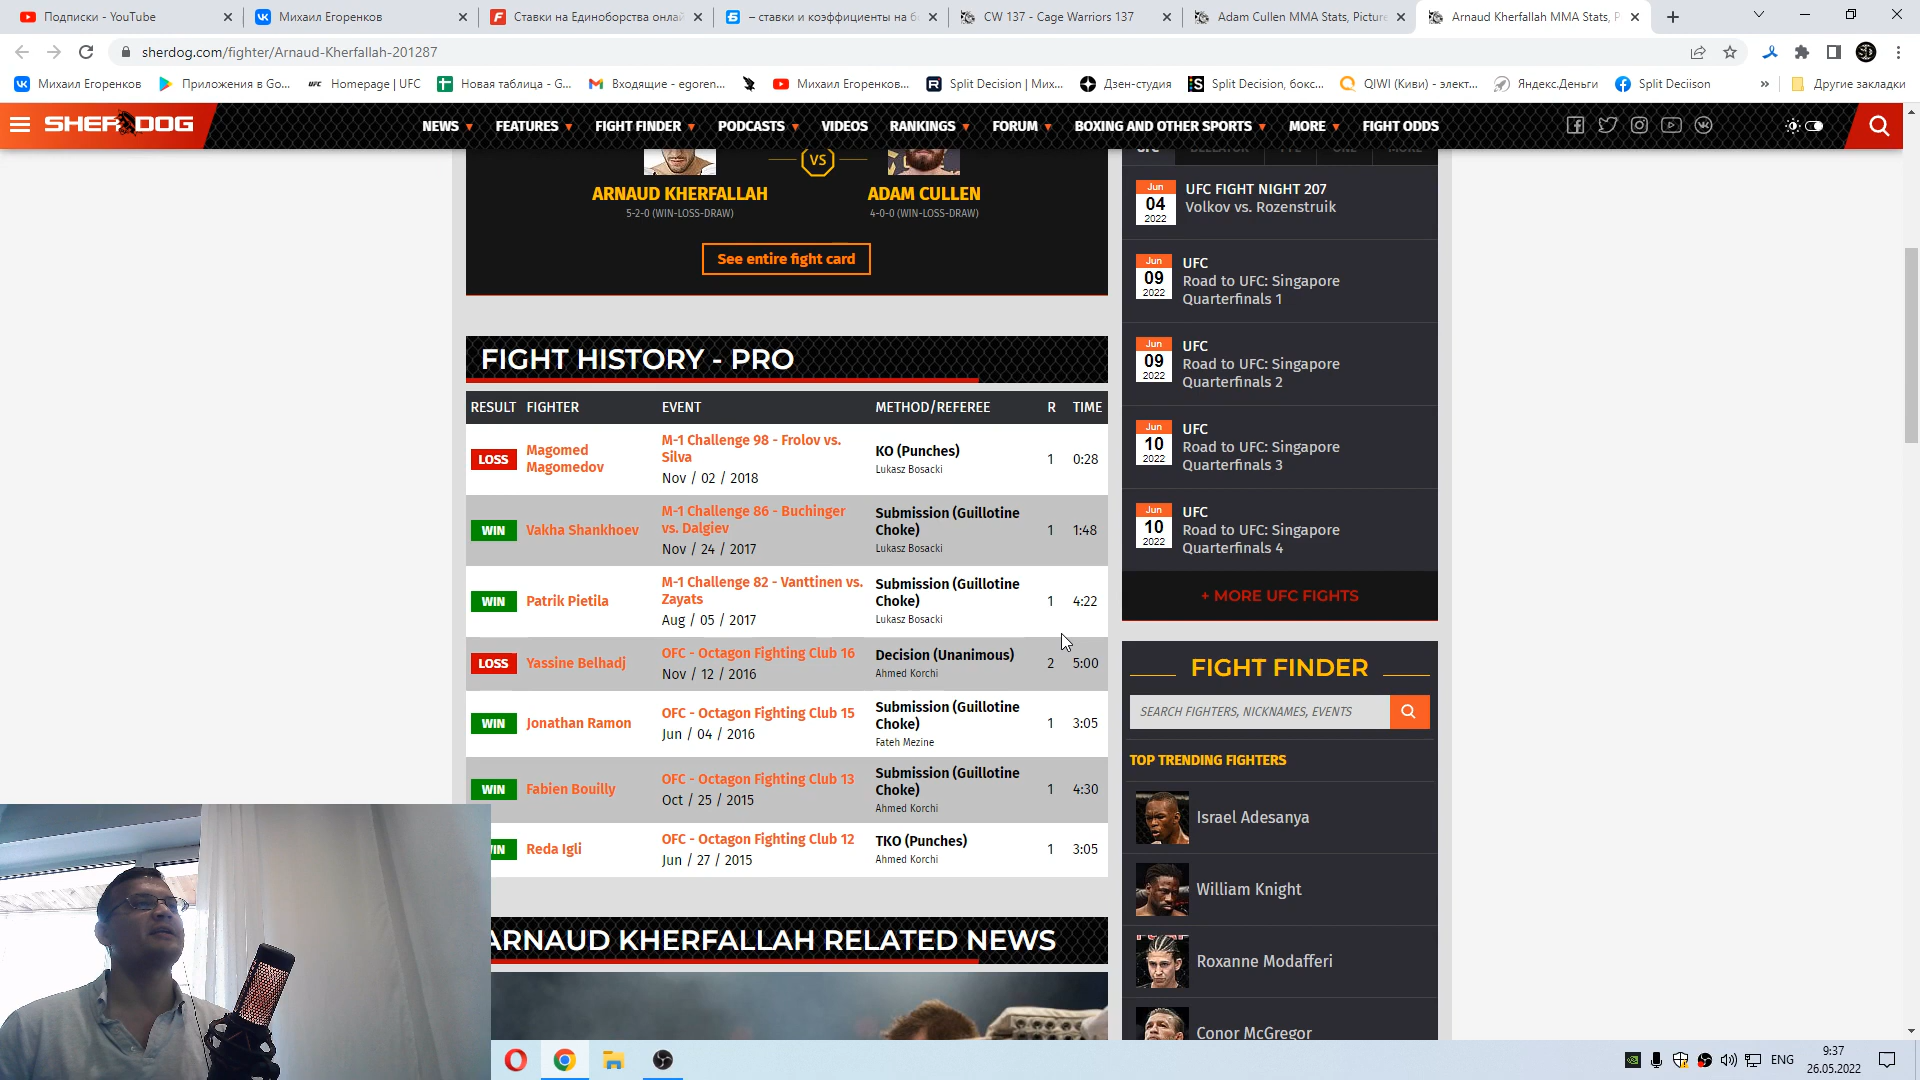 Подписки - YouTube
Михаил Егоренков
Ставки на Единоборства онлай
– ставки и коэффициенты на б
CW 137 - Cage Warriors 137
Adam Cullen MMA Stats, Picture
Arnaud Kherfallah MMA Stats, P
sherdog.com/fighter/Arnaud-Kherfallah-201287
Михаил Егоренков
Приложения в Go...
Homepage | UFC
Новая таблица - G...
Входящие - egoren...
Михаил Егоренков...
Split Decision | Мих...
Дзен-студия
Split Decision, бокс...
QIWI (Киви) - элект...
Яндекс.Деньги
Split Deciison
»
Другие закладки
SHERDOG
NEWS
FEATURES
FIGHT FINDER
PODCASTS
VIDEOS
RANKINGS
FORUM
BOXING AND OTHER SPORTS
MORE
FIGHT ODDS
VS
ARNAUD KHERFALLAH
5-2-0 (WIN-LOSS-DRAW)
ADAM CULLEN
4-0-0 (WIN-LOSS-DRAW)
See entire fight card
FIGHT HISTORY - PRO
RESULT FIGHTER EVENT METHOD/REFEREE R TIME
LOSS
Magomed
Magomedov
M-1 Challenge 98 - Frolov vs.
Silva
Nov / 02 / 2018
KO (Punches)
Lukasz Bosacki
1 0:28
WIN
Vakha Shankhoev
M-1 Challenge 86 - Buchinger
vs. Dalgiev
Nov / 24 / 2017
Submission (Guillotine
Choke)
Lukasz Bosacki
1 1:48
WIN
Patrik Pietila
M-1 Challenge 82 - Vanttinen vs.
Zayats
Aug / 05 / 2017
Submission (Guillotine
Choke)
Lukasz Bosacki
1 4:22
LOSS
Yassine Belhadj
OFC - Octagon Fighting Club 16
Nov / 12 / 2016
Decision (Unanimous)
Ahmed Korchi
2 5:00
WIN
Jonathan Ramon
OFC - Octagon Fighting Club 15
Jun / 04 / 2016
Submission (Guillotine
Choke)
Fateh Mezine
1 3:05
WIN
Fabien Bouilly
OFC - Octagon Fighting Club 13
Oct / 25 / 2015
Submission (Guillotine
Choke)
Ahmed Korchi
1 4:30
WIN
Reda Igli
OFC - Octagon Fighting Club 12
Jun / 27 / 2015
TKO (Punches)
Ahmed Korchi
1 3:05
ARNAUD KHERFALLAH RELATED NEWS
Jun
04
2022
UFC FIGHT NIGHT 207
Volkov vs. Rozenstruik
Jun
09
2022
UFC
Road to UFC: Singapore
Quarterfinals 1
Jun
09
2022
UFC
Road to UFC: Singapore
Quarterfinals 2
Jun
10
2022
UFC
Road to UFC: Singapore
Quarterfinals 3
Jun
10
2022
UFC
Road to UFC: Singapore
Quarterfinals 4
+ MORE UFC FIGHTS
FIGHT FINDER
SEARCH FIGHTERS, NICKNAMES, EVENTS
TOP TRENDING FIGHTERS
Israel Adesanya
William Knight
Roxanne Modafferi
Conor McGregor
ENG
9:37
26.05.2022